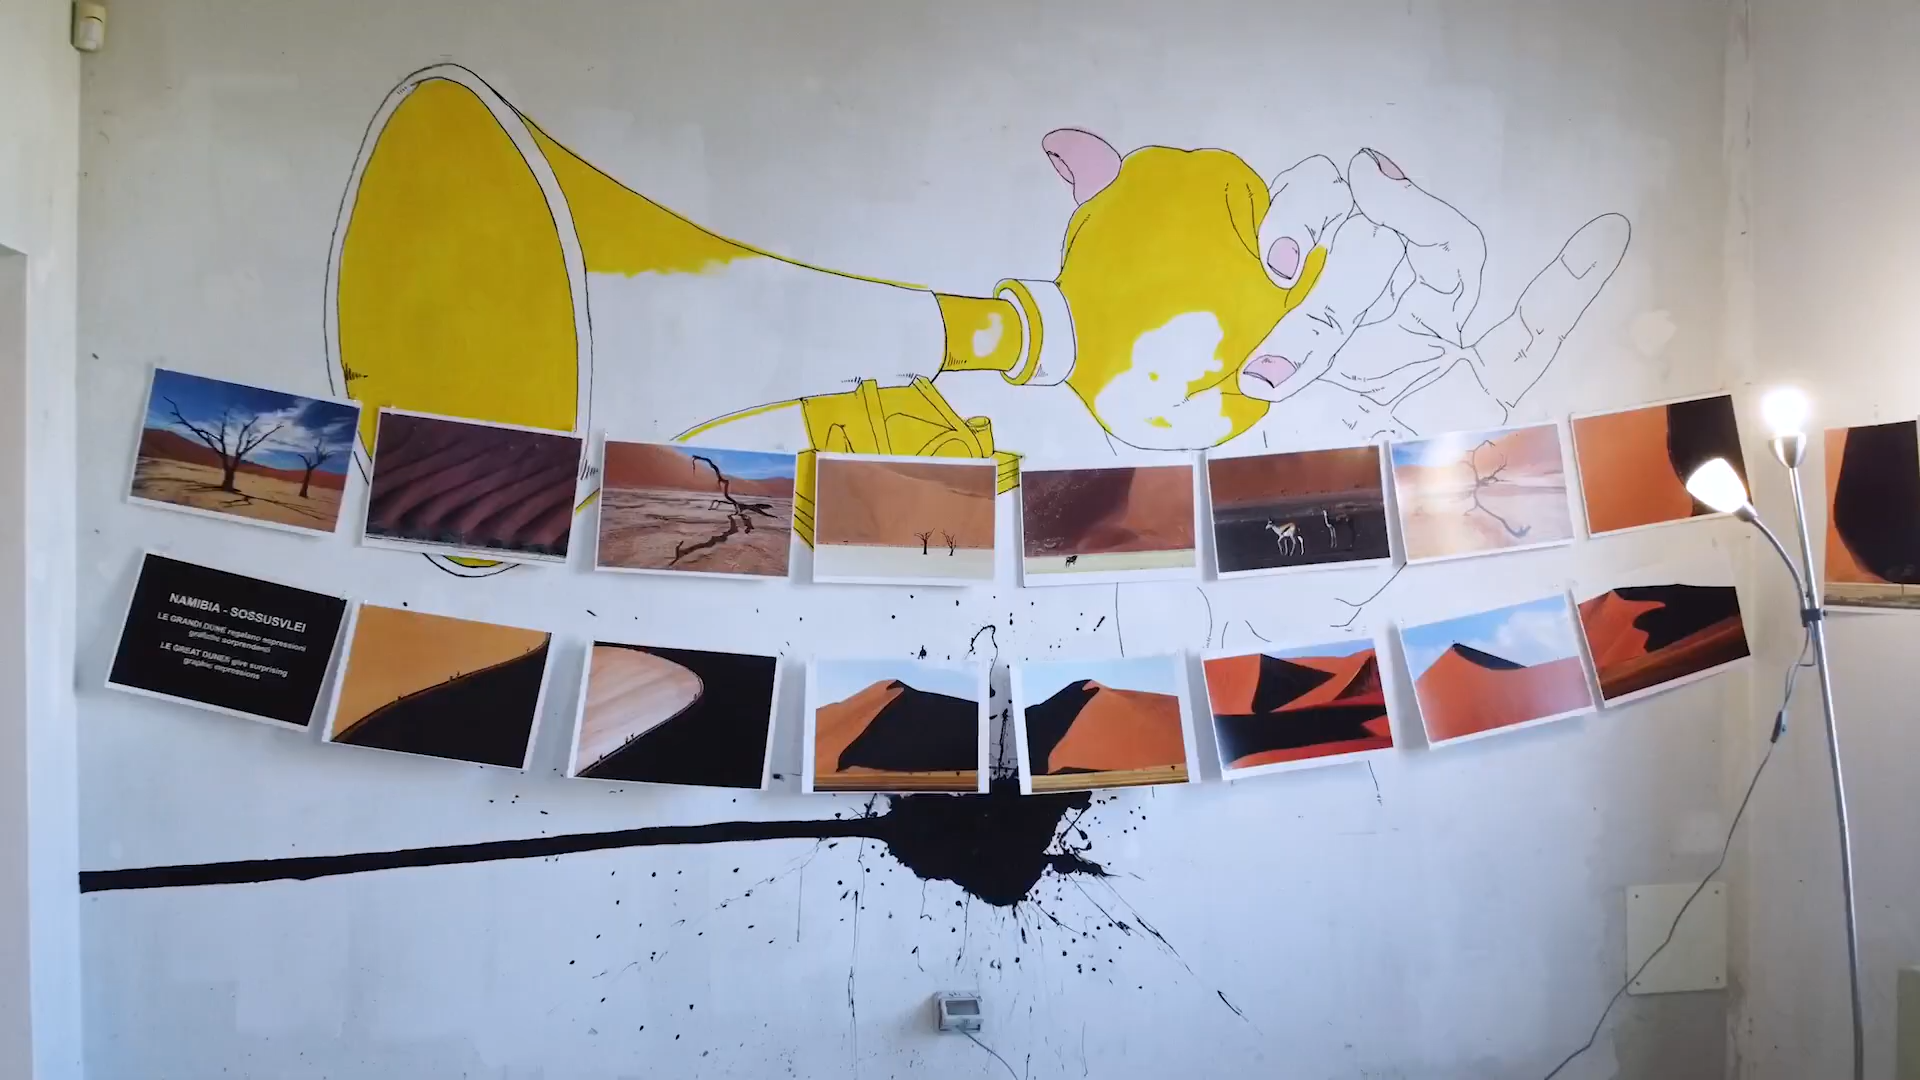 NAMIBIA - SOSSUSVLEI
LE GRANDI DUNE regalano espressioni
grafiche sorprendenti
LE GREAT DUNES give surprising
graphic expressions